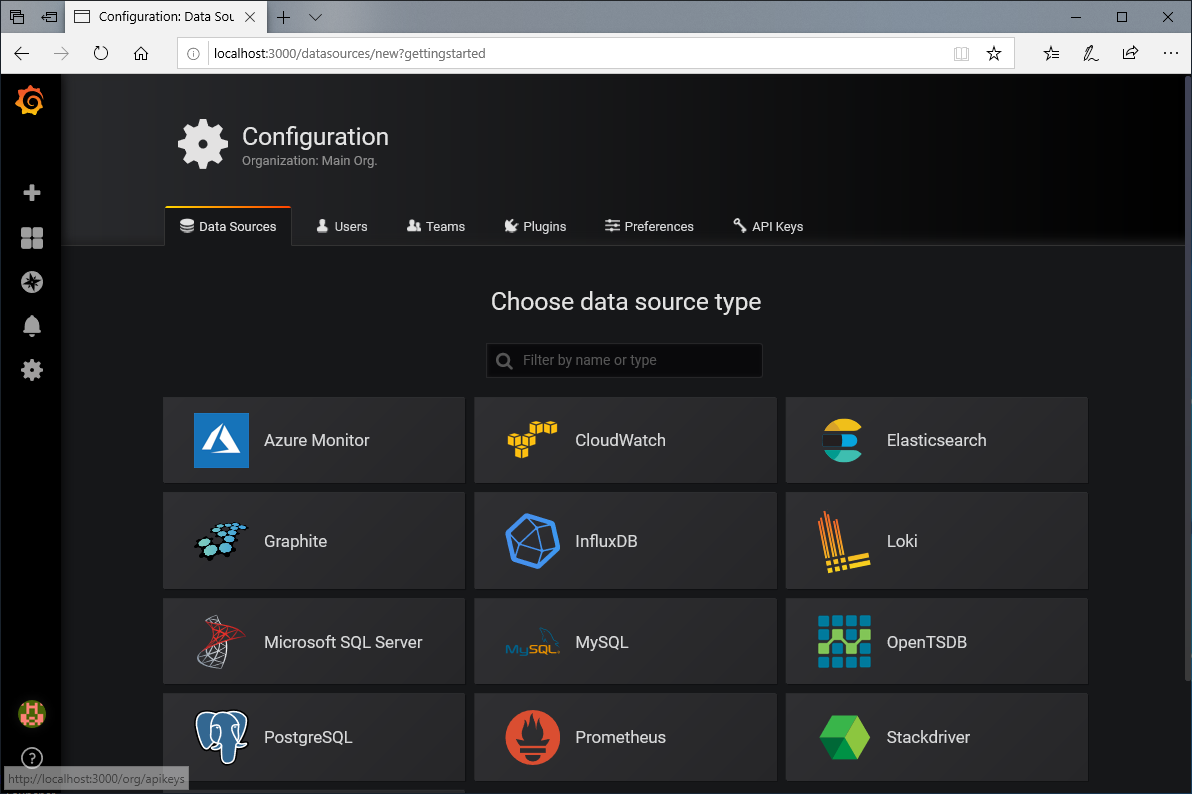 Configuration: Data Sou
localhost:3000/datasources/new?gettingstarted
Configuration
Organization: Main Org.
Data Sources Users Teams Plugins Preferences API Keys
Choose data source type
Filter by name or type
Azure Monitor CloudWatch Elasticsearch
Graphite InfluxDB Loki
Microsoft SQL Server MySQL MySQL OpenTSDB
PostgreSQL Prometheus Stackdriver
?
http://localhost:3000/org/apikeys